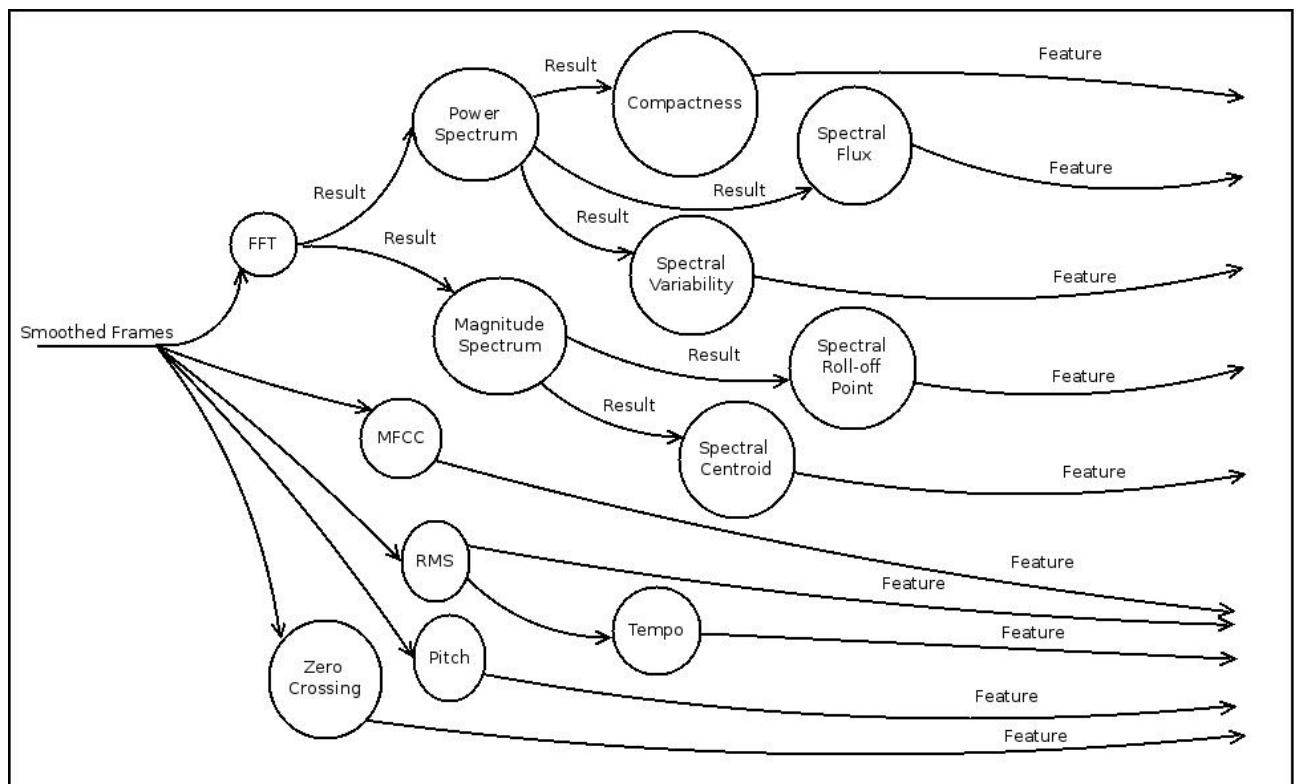 Feature
Result
Compactness
Power
Spectrum
Spectral
Flux
Feature
Result
Result
Result
FFT
Result
Spectral
Variability
Feature
Smoothed Frames
Magnitude
Spectrum
Result
Spectral
Roll-off
Point
Feature
Result
MFCC
Spectral
Centroid
Feature
RMS
Feature
Feature
Tempo
Feature
Zero
Crossing
Pitch
Feature
Feature